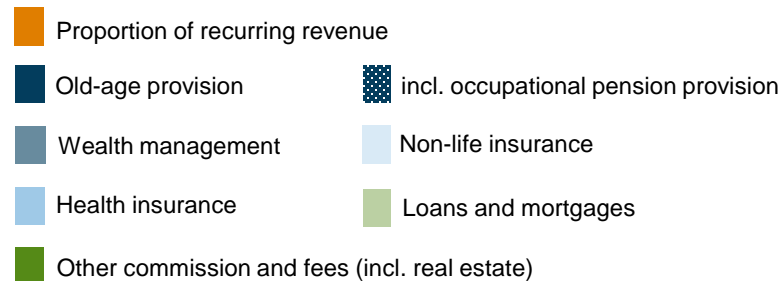 Proportion of recurring revenue
Old-age provision
incl. occupational pension provision
Wealth management
Non-life insurance
Health insurance
Loans and mortgages
Other commission and fees (incl. real estate)